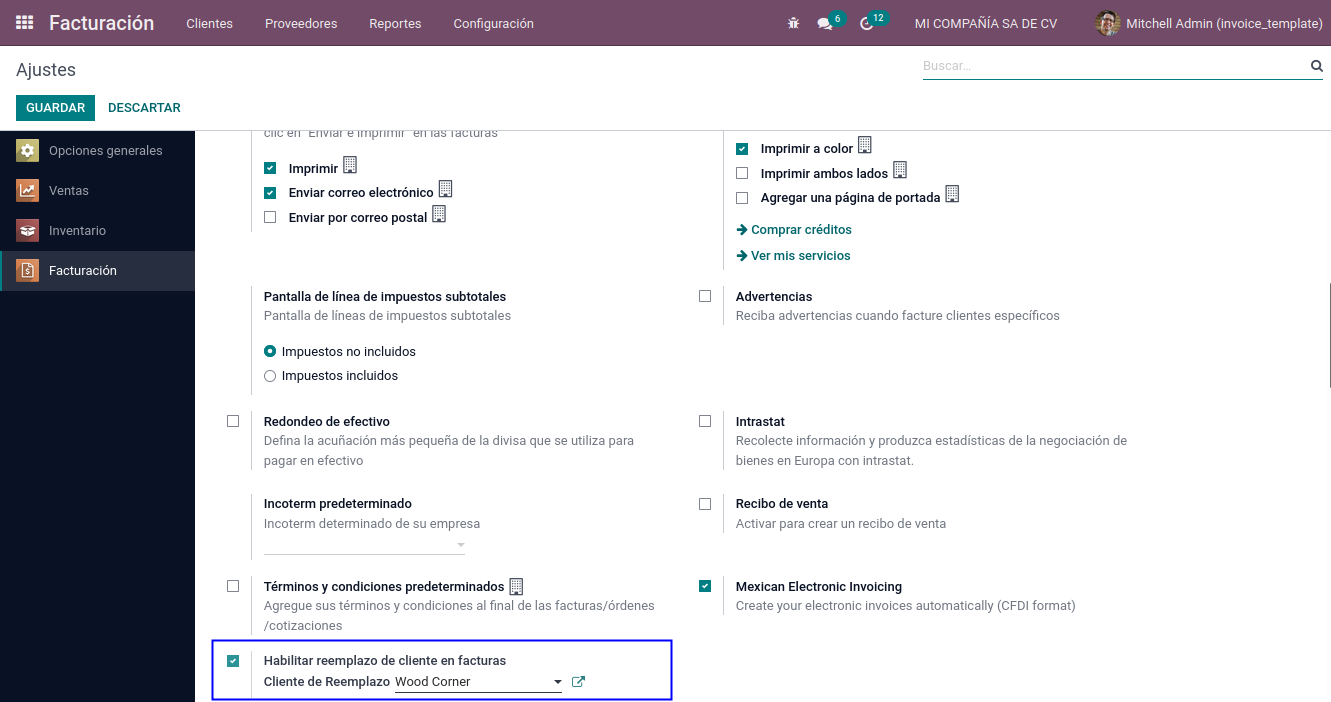 Facturación Clientes Proveedores Reportes Configuración 6 12 MI COMPAÑÍA SA DE CV Mitchell Admin (invoice_template)
Ajustes
Buscar...
GUARDAR DESCARTAR
Opciones generales
Ventas
Inventario
Facturación
clic en "Enviar e Imprimir" en las facturas
Imprimir
Enviar correo electrónico
Enviar por correo postal
Imprimir a color
Imprimir ambos lados
Agregar una página de portada
Comprar créditos
Ver mis servicios
Pantalla de línea de impuestos subtotales
Pantalla de líneas de impuestos subtotales
Impuestos no incluidos
Impuestos incluidos
Advertencias
Reciba advertencias cuando facture clientes específicos
Redondeo de efectivo
Defina la acuñación más pequeña de la divisa que se utiliza para
pagar en efectivo
Intrastat
Recolecte información y produzca estadísticas de la negociación de
bienes en Europa con intrastat.
Incoterm predeterminado
Incoterm determinado de su empresa
Recibo de venta
Activar para crear un recibo de venta
Términos y condiciones predeterminados
Agregue sus términos y condiciones al final de las facturas/órdenes
/cotizaciones
Mexican Electronic Invoicing
Create your electronic invoices automatically (CFDI format)
Habilitar reemplazo de cliente en facturas
Cliente de Reemplazo Wood Corner